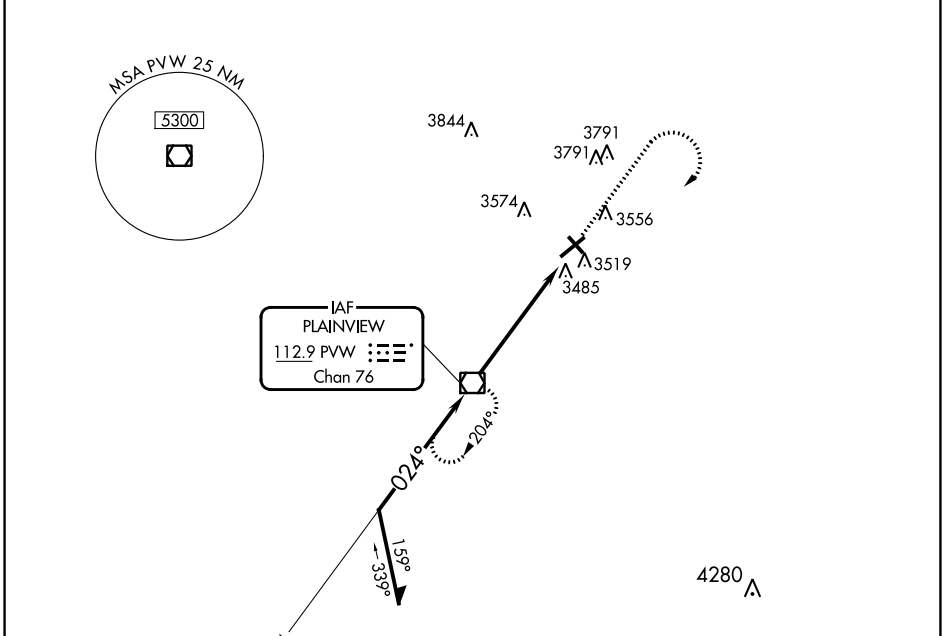 MSA PVW 25 NM
5300
3844
3791
3791
3574
3556
3519
3485
IAF
PLAINVIEW
112.9 PVW
Chan 76
204°
024°
159°
←339°
4280